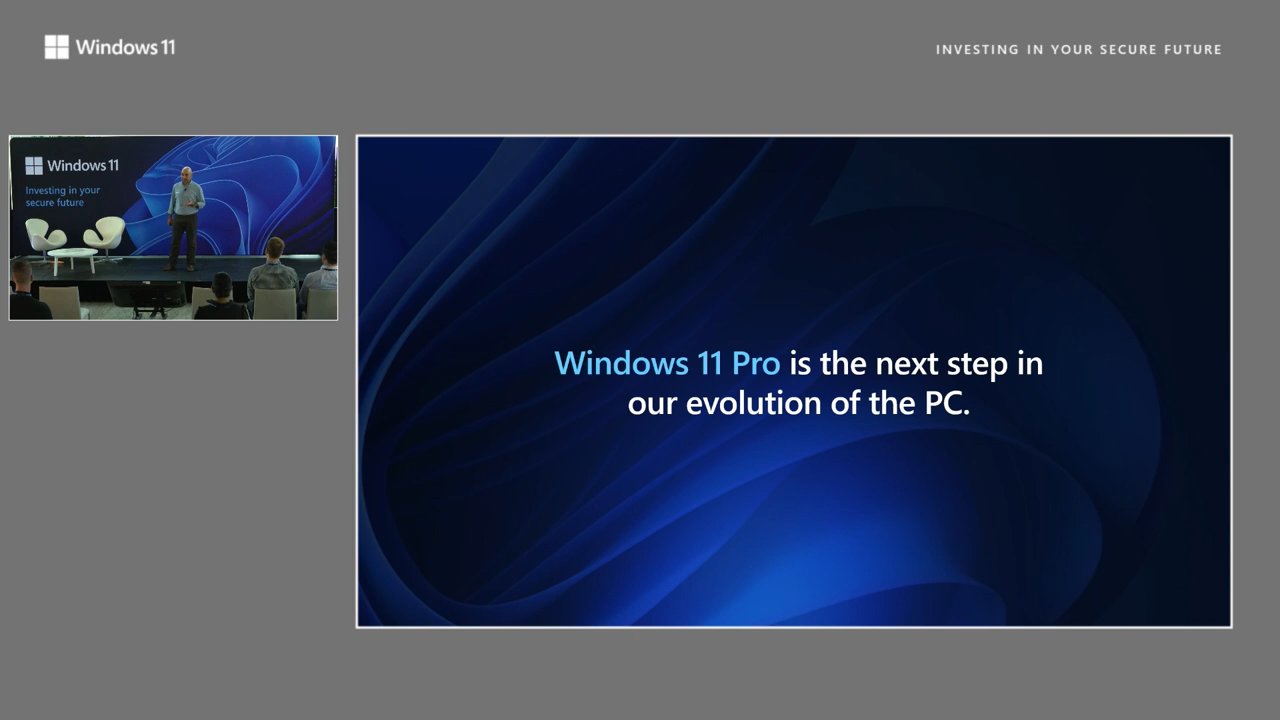 Windows 11
INVESTING IN YOUR SECURE FUTURE
Windows 11
Investing in your
secure future
Windows 11 Pro is the next step in
our evolution of the PC.